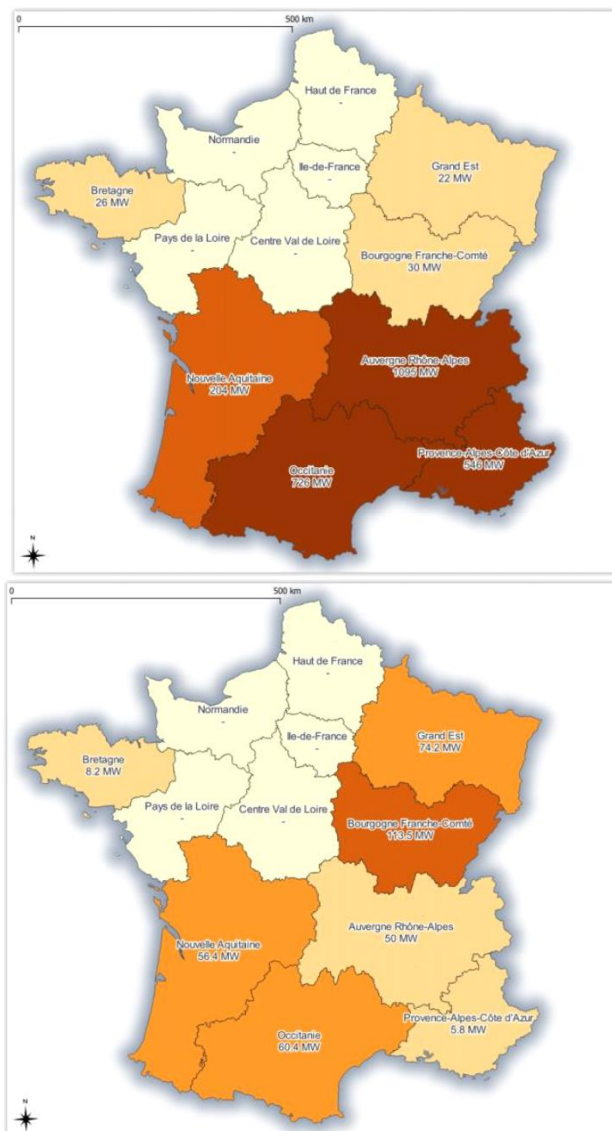 0
500 km
Haut de France
-
Normandie
-
Ile-de-France
-
Grand Est
22 MW
Bretagne
26 MW
Pays de la Loire
-
Centre Val de Loire
-
Bourgogne Franche-Comté
30 MW
Auvergne Rhône-Alpes
1095 MW
Nouvelle Aquitaine
204 MW
Provence-Alpes-Côte d'Azur
546 MW
Occitanie
726 MW
N
0
500 km
Haut de France
-
Normandie
-
Ile-de-France
-
Grand Est
74.2 MW
Bretagne
8.2 MW
Pays de la Loire
-
Centre Val de Loire
-
Bourgogne Franche-Comté
113.5 MW
Auvergne Rhône-Alpes
50 MW
Nouvelle Aquitaine
56.4 MW
Provence-Alpes-Côte d'Azur
5.8 MW
Occitanie
60.4 MW
N